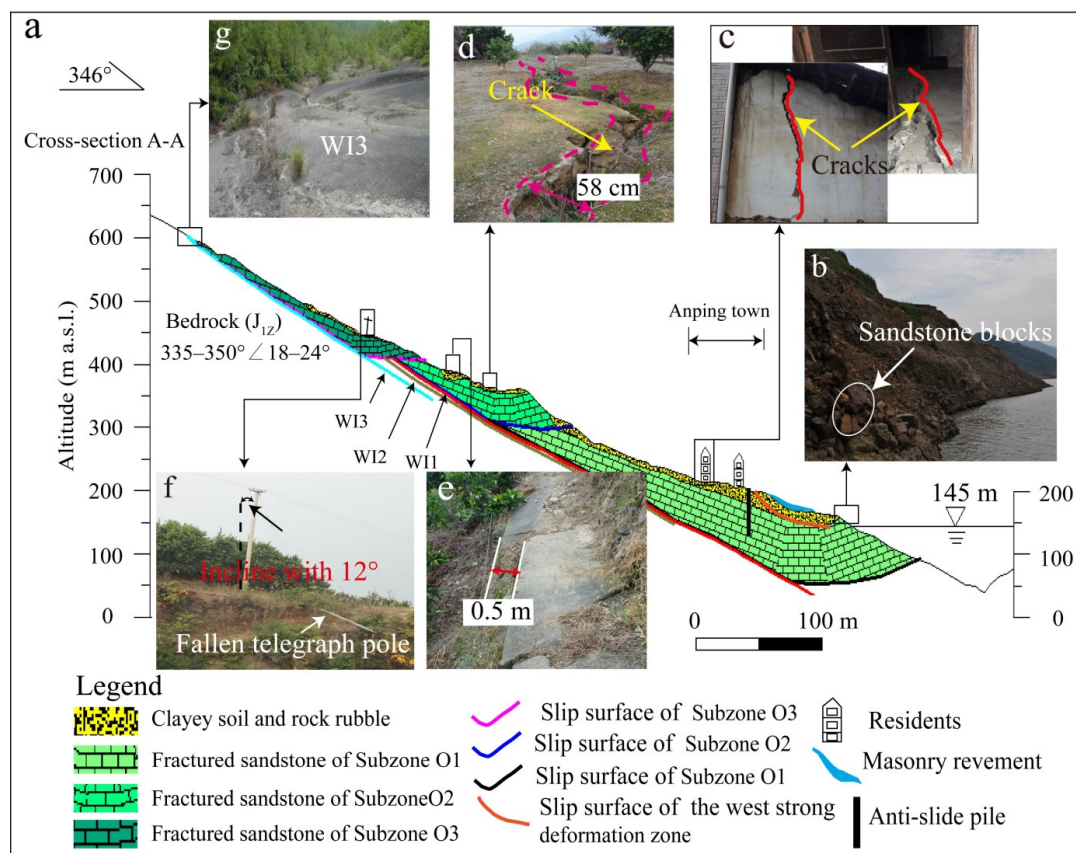 a
g
d
c
346°
Crack
WI3
Cracks
Cross-section A-A
58 cm
700
600
b
Anping town
500
Bedrock (J1Z)
Sandstone blocks
335–350°∠18–24°
400
Altitude (m a.s.l.)
WI3
300
WI2
WI1
f
e
200
145 m
200
100
Incline with 12°
100
0.5 m
0
0
0
100 m
Fallen telegraph pole
Legend
Clayey soil and rock rubble
Fractured sandstone of Subzone O1
Fractured sandstone of SubzoneO2
Fractured sandstone of Subzone O3
Slip surface of Subzone O3
Slip surface of Subzone O2
Slip surface of Subzone O1
Slip surface of the west strong
deformation zone
Residents
Masonry revement
Anti-slide pile